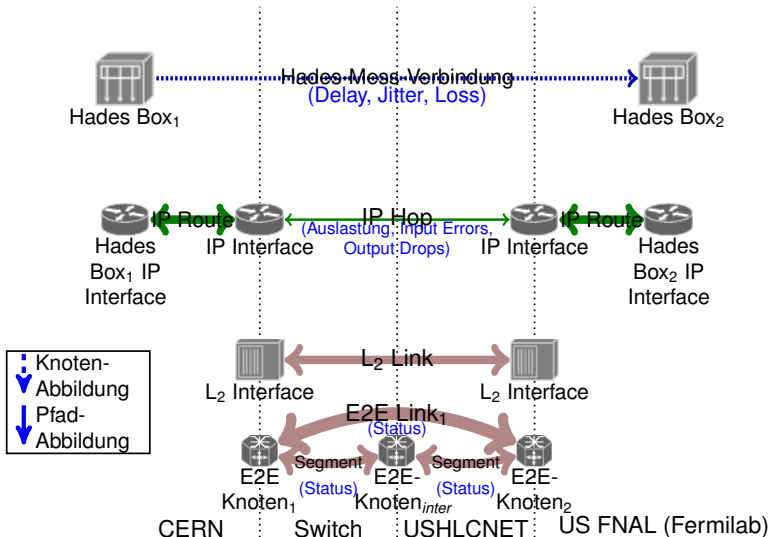 Hades-Mess-Verbindung
(Delay, Jitter, Loss)
Hades Box₁
Hades Box₂
IP Route
IP Hop
IP Route
(Auslastung, Input Errors,
Output Drops)
Hades
Box₁ IP
Interface
IP Interface
IP Interface
Hades
Box₂ IP
Interface
L₂ Link
L₂ Interface
L₂ Interface
Knoten-
Abbildung
Pfad-
Abbildung
E2E Link₁
(Status)
Segment
(Status)
Segment
(Status)
E2E
Knoten₁
E2E-
Knoten_inter
E2E-
Knoten₂
CERN
Switch
USHLCNET
US FNAL (Fermilab)